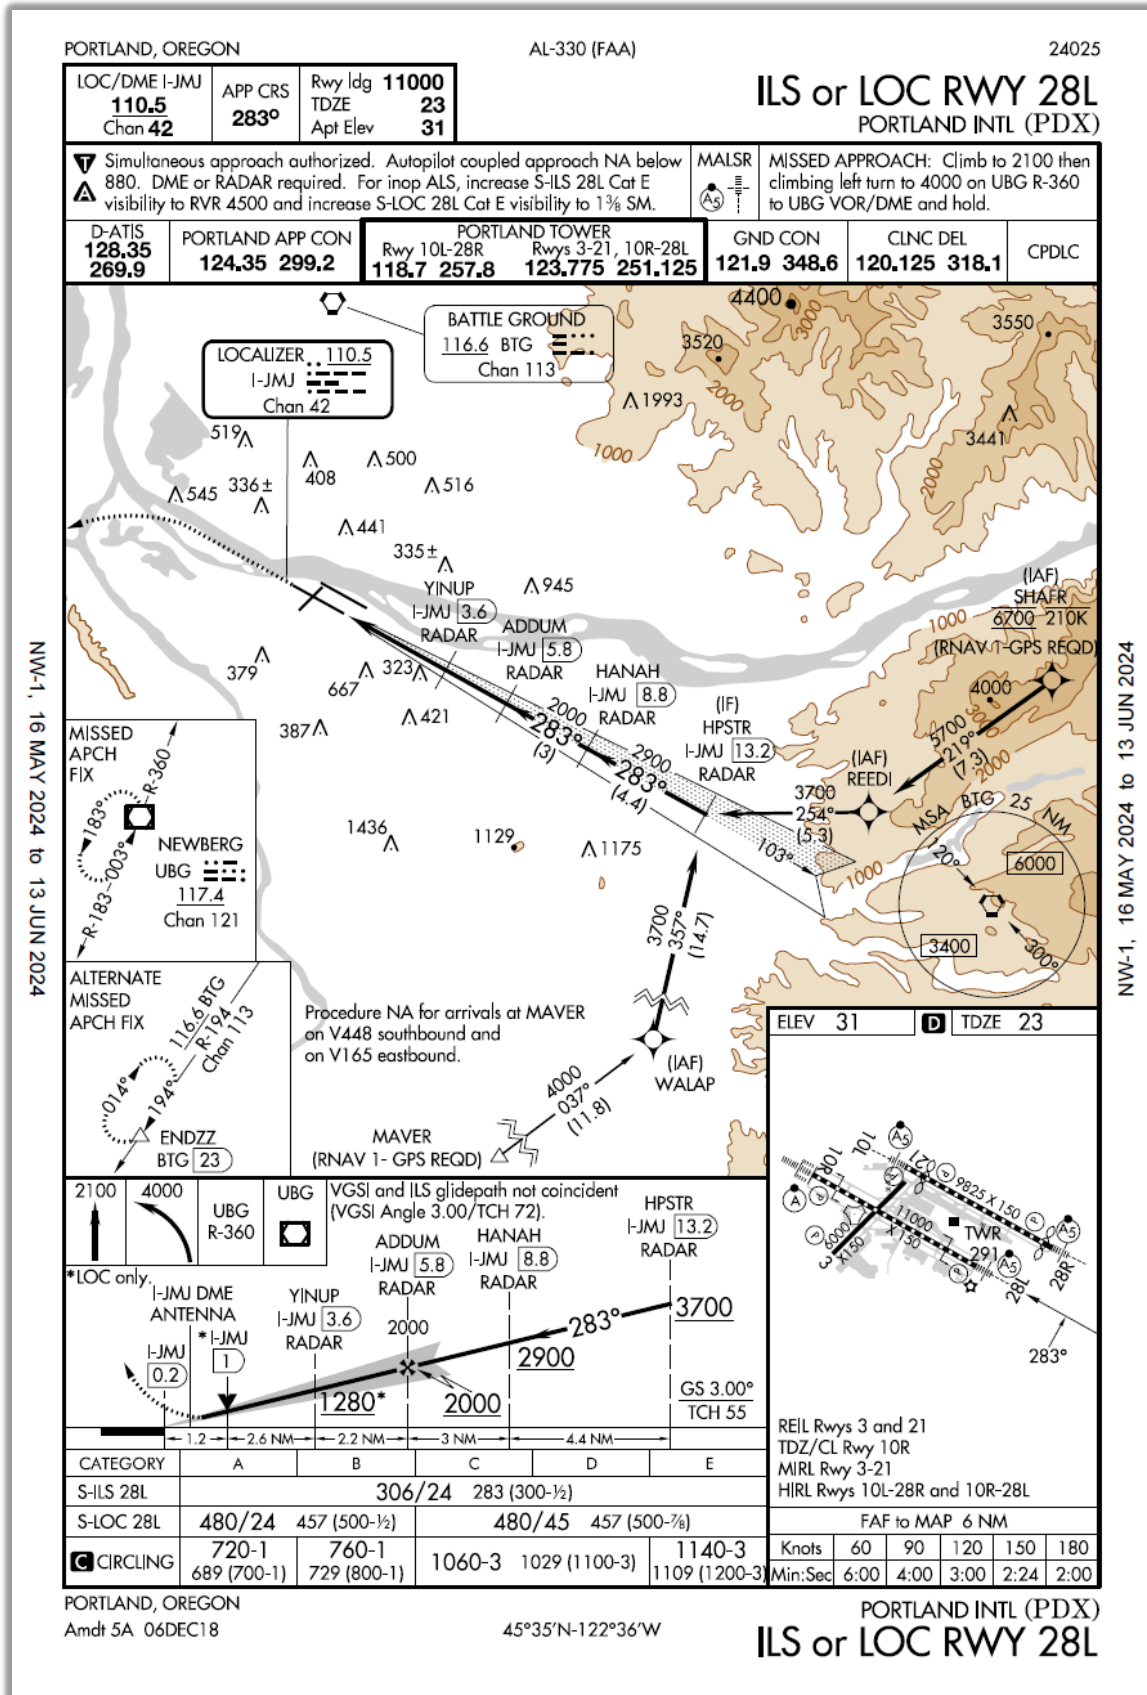 PORTLAND, OREGON
AL-330 (FAA)
24025
LOC/DME I-JMJ
110.5
Chan 42
APP CRS
283°
Rwy ldg 11000
TDZE 23
Apt Elev 31
ILS or LOC RWY 28L
PORTLAND INTL (PDX)
T
A
Simultaneous approach authorized. Autopilot coupled approach NA below
880. DME or RADAR required. For inop ALS, increase S-ILS 28L Cat E
visibility to RVR 4500 and increase S-LOC 28L Cat E visibility to 1⅜ SM.
MALSR
A5
MISSED APPROACH: Climb to 2100 then
climbing left turn to 4000 on UBG R-360
to UBG VOR/DME and hold.
D-ATIS
128.35
269.9
PORTLAND APP CON
124.35 299.2
PORTLAND TOWER
Rwy 10L-28R Rwys 3-21, 10R-28L
118.7 257.8 123.775 251.125
GND CON
121.9 348.6
CLNC DEL
120.125 318.1
CPDLC
BATTLE GROUND
116.6 BTG
Chan 113
LOCALIZER 110.5
I-JMJ
Chan 42
4400
3000
3520
2000
3550
1993
1000
3441
2000
519
408
500
516
545
336±
441
335±
945
YINUP
I-JMJ 3.6
RADAR
ADDUM
I-JMJ 5.8
RADAR
HANAH
I-JMJ 8.8
RADAR
(IF)
HPSTR
I-JMJ 13.2
RADAR
(IAF)
SHAFR
6700 210K
(RNAV 1-GPS REQD)
1000
4000
3000
2000
5700
219°
(7.3)
(IAF)
REEDI
3700
254°
(5.3)
379
667
323
421
387
2000
283°
(3)
2900
283°
(4.4)
103°
1000
1436
1129
1175
MSA BTG 25 NM
120°
6000
3400
300°
MISSED
APCH
FIX
R-360
183°
R-183
003°
NEWBERG
UBG
117.4
Chan 121
ALTERNATE
MISSED
APCH FIX
116.6 BTG
R-194
Chan 113
014°
194°
ENDZZ
BTG 23
Procedure NA for arrivals at MAVER
on V448 southbound and
on V165 eastbound.
3700
357°
(14.7)
(IAF)
WALAP
4000
037°
(11.8)
MAVER
(RNAV 1- GPS REQD)
NW-1, 16 MAY 2024 to 13 JUN 2024
NW-1, 16 MAY 2024 to 13 JUN 2024
ELEV 31
D TDZE 23
10R
10L
21
A5
A
P
P
P
P
P
9825 X 150
11000 X150
6000 X150
3
TWR
291
A5
A5
28L
28R
283°
REIL Rwys 3 and 21
TDZ/CL Rwy 10R
MIRL Rwy 3-21
HIRL Rwys 10L-28R and 10R-28L
FAF to MAP 6 NM
Knots 60 90 120 150 180
Min:Sec 6:00 4:00 3:00 2:24 2:00
2100
4000
UBG
R-360
UBG
VGSI and ILS glidepath not coincident
(VGSI Angle 3.00/TCH 72).
*LOC only.
I-JMJ DME
ANTENNA
I-JMJ
0.2
*I-JMJ
1
YINUP
I-JMJ 3.6
RADAR
ADDUM
I-JMJ 5.8
RADAR
HANAH
I-JMJ 8.8
RADAR
HPSTR
I-JMJ 13.2
RADAR
2000
283°
3700
2900
2000
1280*
GS 3.00°
TCH 55
1.2 2.6 NM 2.2 NM 3 NM 4.4 NM
CATEGORY A B C D E
S-ILS 28L 306/24 283 (300-½)
S-LOC 28L 480/24 457 (500-½) 480/45 457 (500-⅞)
C CIRCLING 720-1 689 (700-1) 760-1 729 (800-1) 1060-3 1029 (1100-3) 1140-3 1109 (1200-3)
PORTLAND, OREGON
Amdt 5A 06DEC18
45°35'N-122°36'W
PORTLAND INTL (PDX)
ILS or LOC RWY 28L